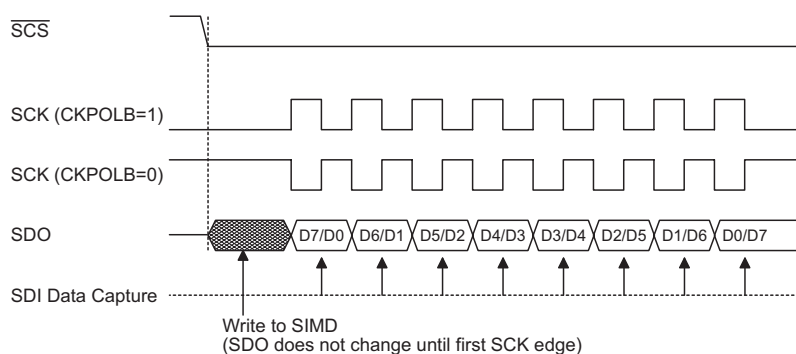 SCS
SCK (CKPOLB=1)
SCK (CKPOLB=0)
SDO D7/D0 D6/D1 D5/D2 D4/D3 D3/D4 D2/D5 D1/D6 D0/D7
SDI Data Capture
Write to SIMD
(SDO does not change until first SCK edge)